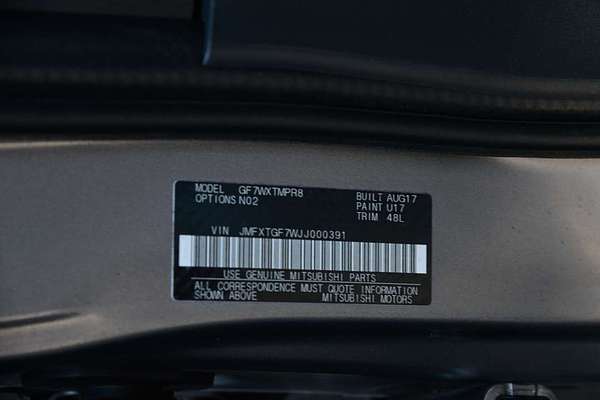 MODEL GF7WXTMPR8 BUILT AUG17
OPTIONS N02 PAINT U17
TRIM 48L
VIN JMFXTGF7WJJ000391
USE GENUINE MITSUBISHI PARTS
ALL CORRESPONDENCE MUST QUOTE INFORMATION
SHOWN ABOVE MITSUBISHI MOTORS